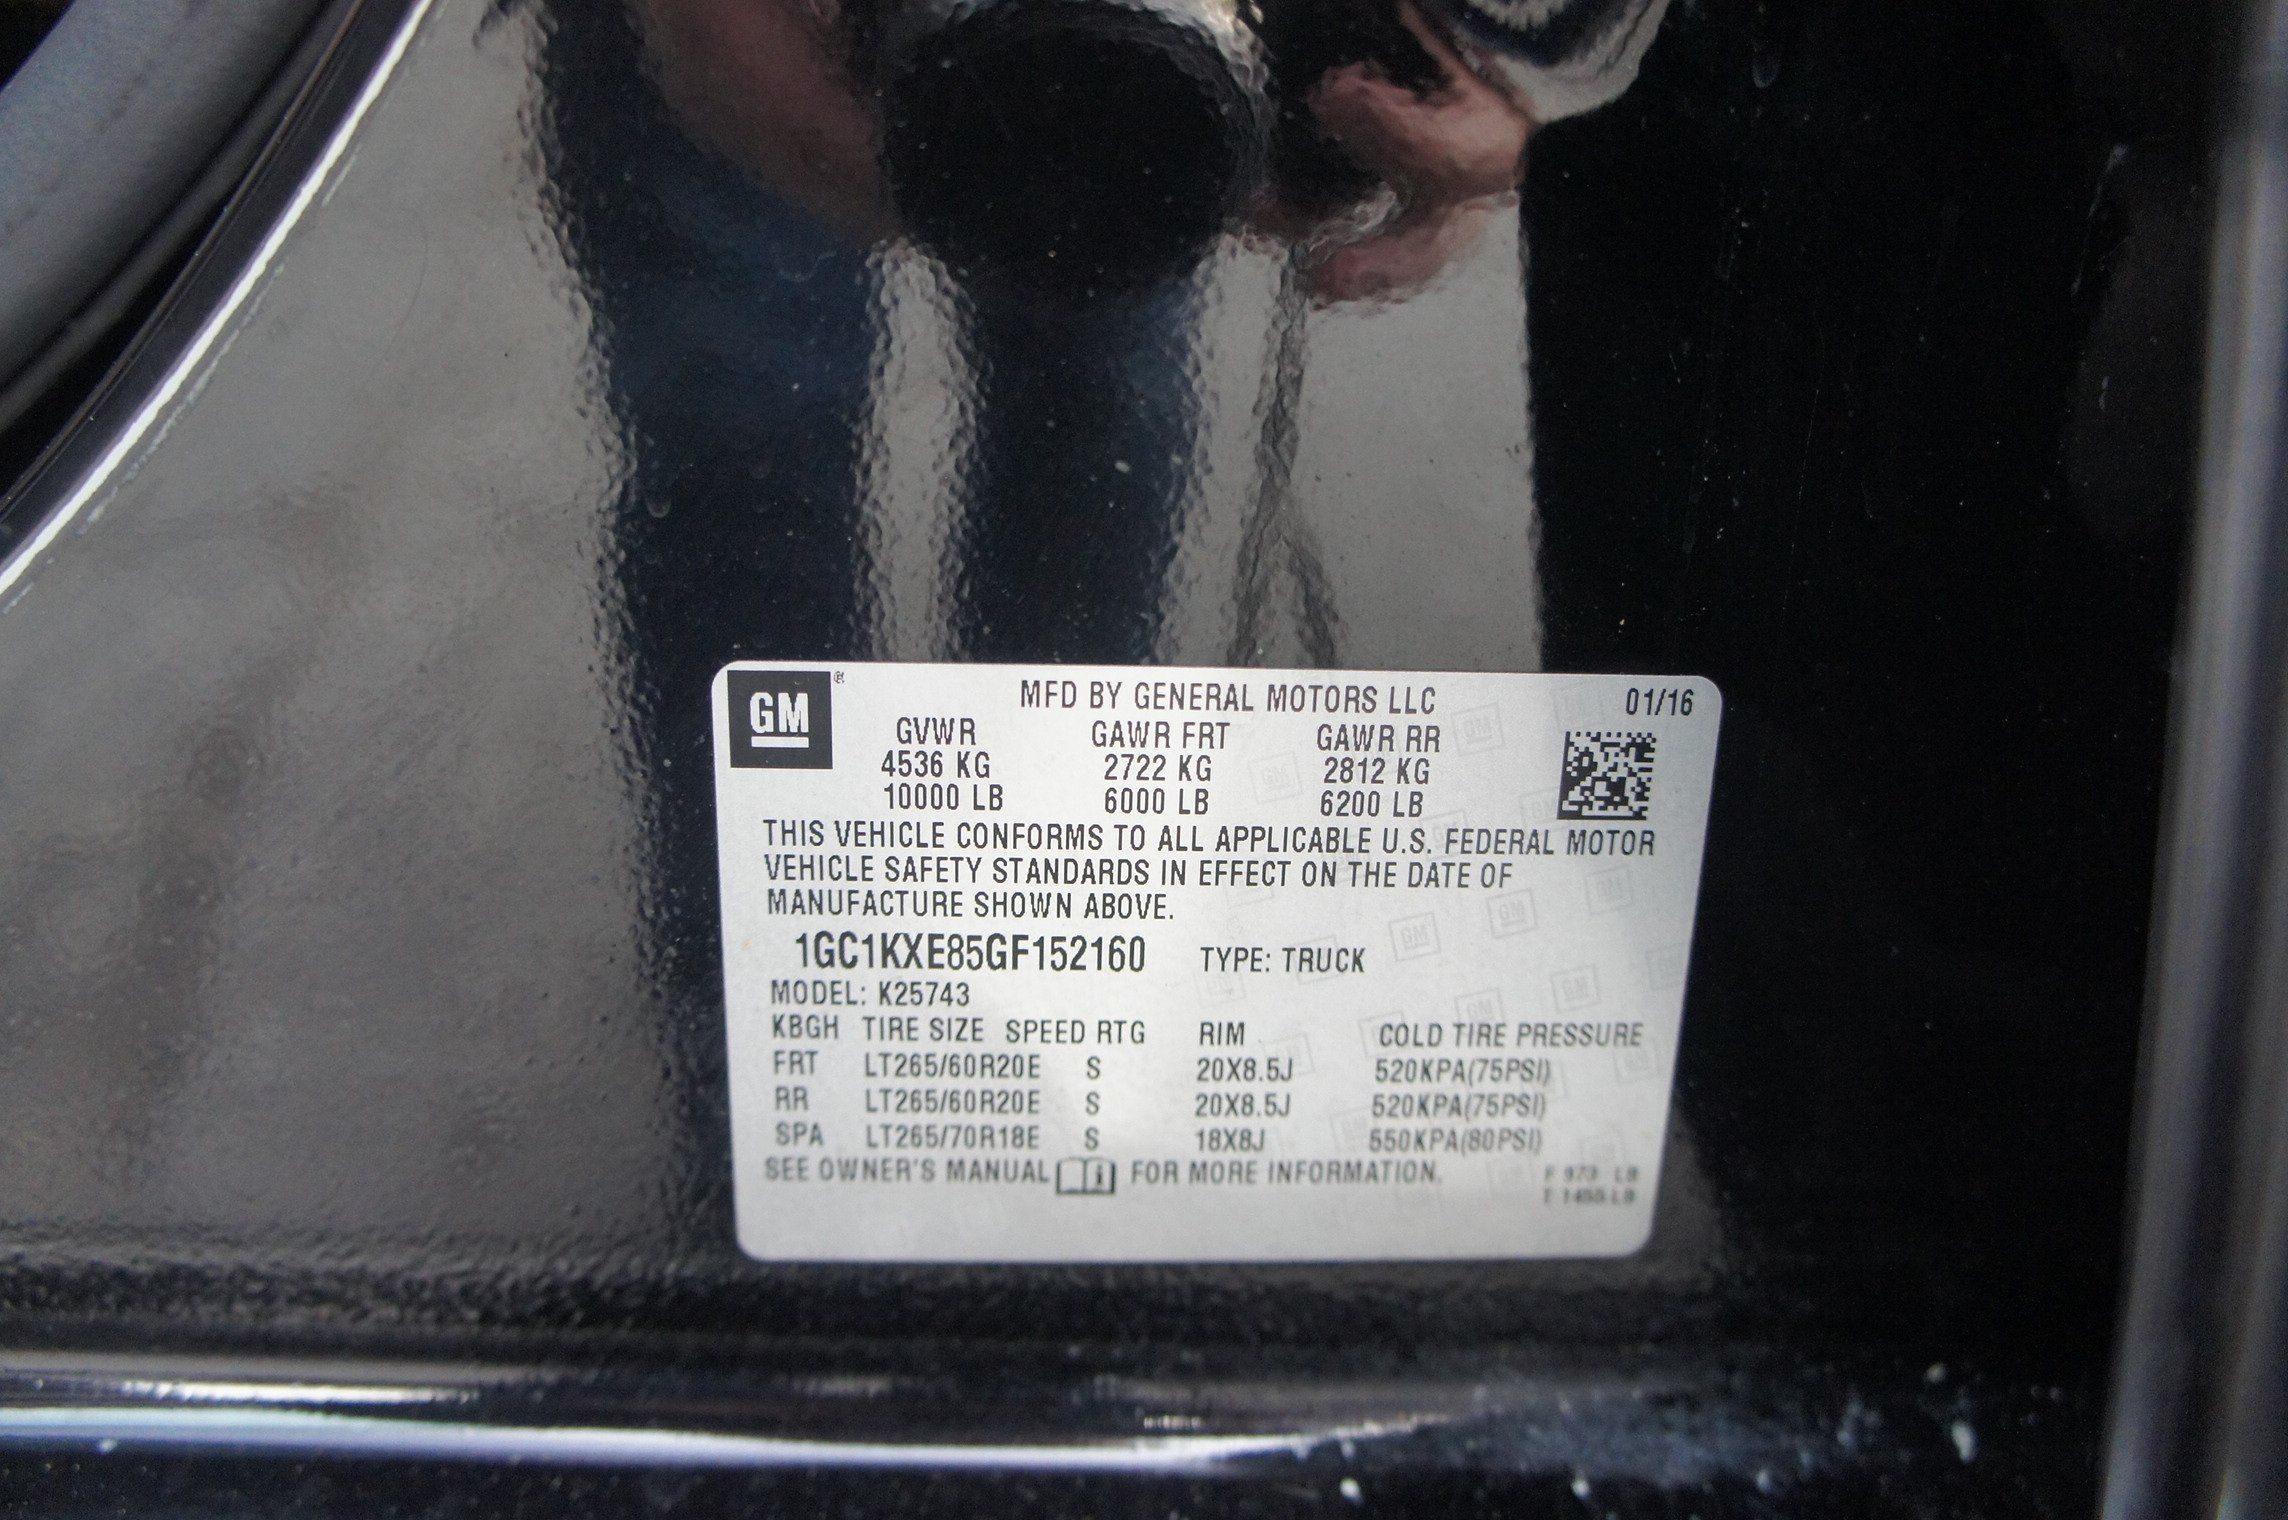 GM ®
MFD BY GENERAL MOTORS LLC 01/16
GVWR GAWR FRT GAWR RR
4536 KG 2722 KG 2812 KG
10000 LB 6000 LB 6200 LB
THIS VEHICLE CONFORMS TO ALL APPLICABLE U.S. FEDERAL MOTOR
VEHICLE SAFETY STANDARDS IN EFFECT ON THE DATE OF
MANUFACTURE SHOWN ABOVE.
1GC1KXE85GF152160 TYPE: TRUCK
MODEL: K25743
KBGH TIRE SIZE SPEED RTG RIM COLD TIRE PRESSURE
FRT LT265/60R20E S 20X8.5J 520KPA(75PSI)
RR LT265/60R20E S 20X8.5J 520KPA(75PSI)
SPA LT265/70R18E S 18X8J 550KPA(80PSI)
SEE OWNER'S MANUAL FOR MORE INFORMATION.
LB
LB